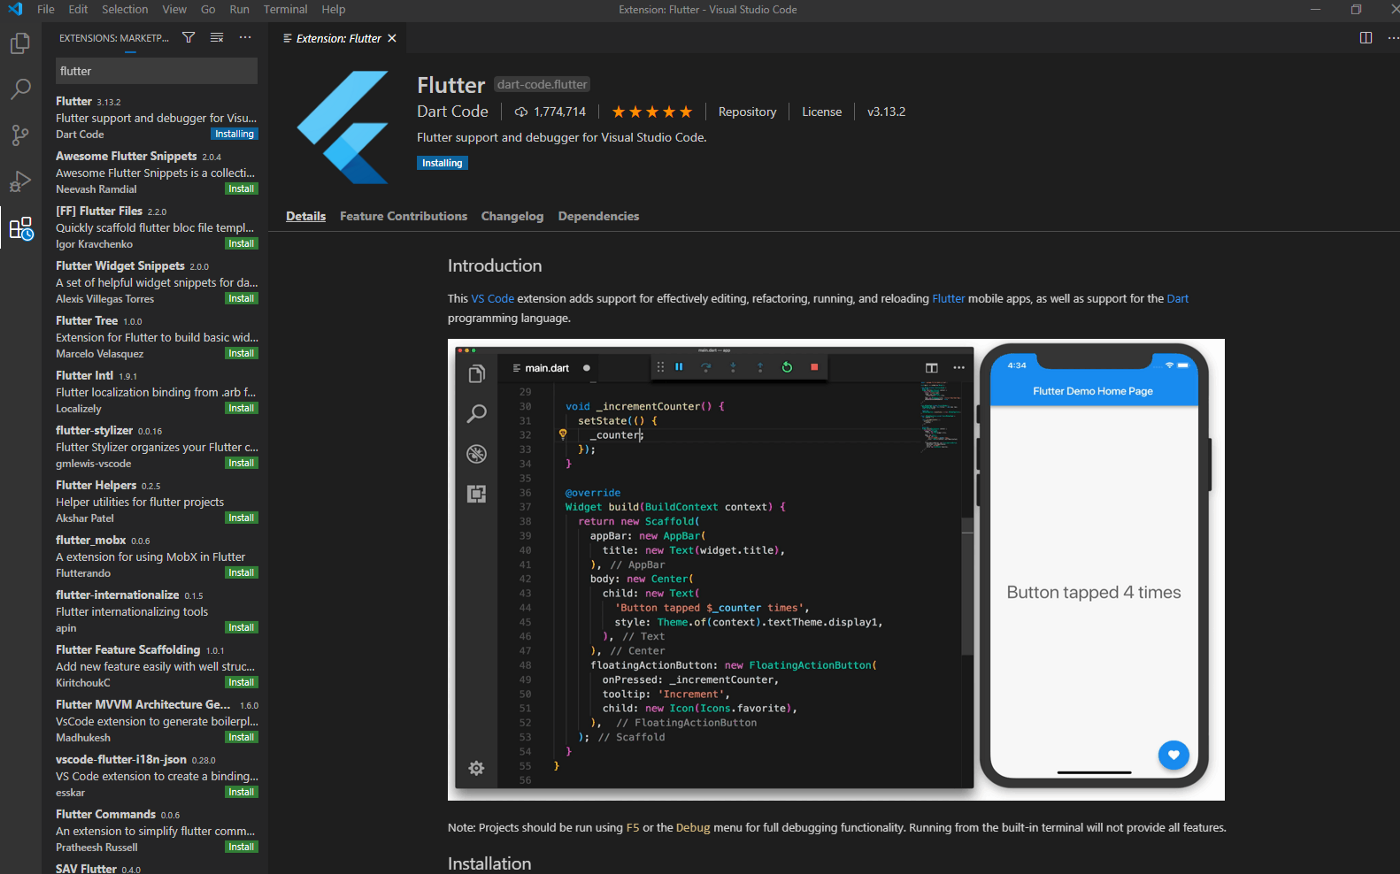 File Edit Selection View Go Run Terminal Help
Extension: Flutter - Visual Studio Code
EXTENSIONS: MARKETP...
flutter
Flutter 3.13.2
Flutter support and debugger for Visu...
Dart Code Installing
Awesome Flutter Snippets 2.0.4
Awesome Flutter Snippets is a collecti...
Neevash Ramdial Install
[FF] Flutter Files 2.2.0
Quickly scaffold flutter bloc file templ...
Igor Kravchenko Install
Flutter Widget Snippets 2.0.0
A set of helpful widget snippets for da...
Alexis Villegas Torres Install
Flutter Tree 1.0.0
Extension for Flutter to build basic wid...
Marcelo Velasquez Install
Flutter Intl 1.9.1
Flutter localization binding from .arb f...
Localizely Install
flutter-stylizer 0.0.16
Flutter Stylizer organizes your Flutter c...
gmlewis-vscode Install
Flutter Helpers 0.2.5
Helper utilities for flutter projects
Akshar Patel Install
flutter_mobx 0.0.6
A extension for using MobX in Flutter
Flutterando Install
flutter-internationalize 0.1.5
Flutter internationalizing tools
apin Install
Flutter Feature Scaffolding 1.0.1
Add new feature easily with well struc...
KiritchoukC Install
Flutter MVVM Architecture Ge... 1.6.0
VsCode extension to generate boilerpl...
Madhukesh Install
vscode-flutter-i18n-json 0.28.0
VS Code extension to create a binding...
esskar Install
Flutter Commands 0.0.6
An extension to simplify flutter comm...
Pratheesh Russell Install
SAV Flutter 0.4.0
Extension: Flutter
Flutter dart-code.flutter
Dart Code 1,774,714 Repository License v3.13.2
Flutter support and debugger for Visual Studio Code.
Installing
Details Feature Contributions Changelog Dependencies
Introduction
This VS Code extension adds support for effectively editing, refactoring, running, and reloading Flutter mobile apps, as well as support for the Dart
programming language.
main.dart — app
main.dart
29
30 void _incrementCounter() {
31 setState(() {
32 _counter;
33 });
34 }
35
36 @override
37 Widget build(BuildContext context) {
38 return new Scaffold(
39 appBar: new AppBar(
40 title: new Text(widget.title),
41 ), // AppBar
42 body: new Center(
43 child: new Text(
44 'Button tapped $_counter times',
45 style: Theme.of(context).textTheme.display1,
46 ), // Text
47 ), // Center
48 floatingActionButton: new FloatingActionButton(
49 onPressed: _incrementCounter,
50 tooltip: 'Increment',
51 child: new Icon(Icons.favorite),
52 ), // FloatingActionButton
53 ); // Scaffold
54 }
55 }
56
4:34
Flutter Demo Home Page
Button tapped 4 times
Note: Projects should be run using F5 or the Debug menu for full debugging functionality. Running from the built-in terminal will not provide all features.
Installation